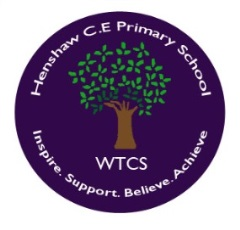 Henshaw C.E Primary School
WTCS
Inspire. Support. Believe. Achieve